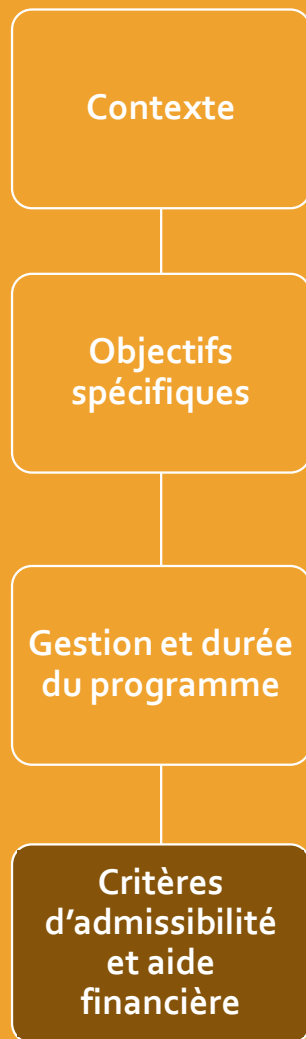 Contexte
Objectifs
spécifiques
Gestion et durée
du programme
Critères
d'admissibilité
et aide
financière